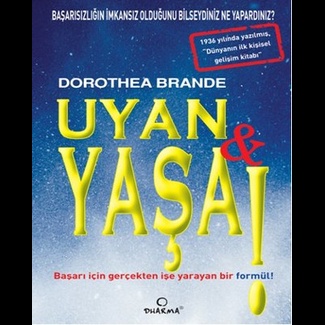 BAŞARISIZLIĞIN İMKANSIZ OLDUĞUNU BİLSEYDİNİZ NE YAPARDINIZ?
1936 yılında yazılmış,
"Dünyanın ilk kişisel
gelişim kitabı"
DOROTHEA BRANDE
UYAN
&
YAŞA!
Başarı için gerçekten işe yarayan bir formül!
DHARMA